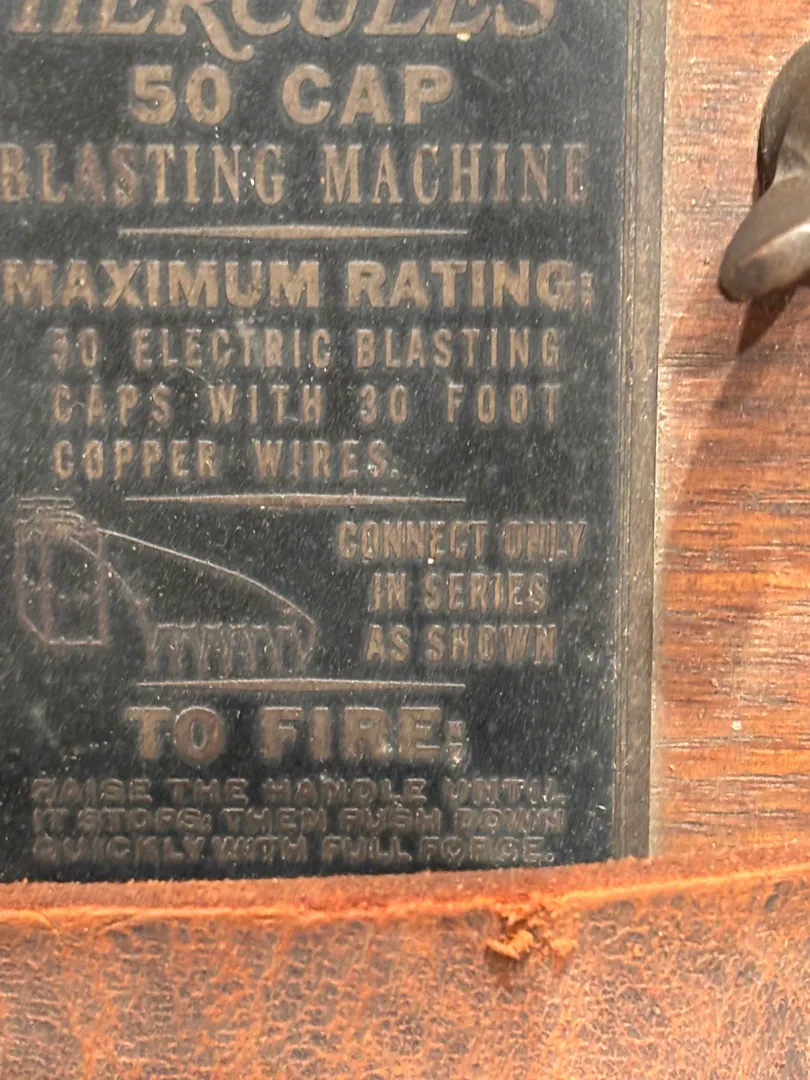 HERCULES
50 CAP
BLASTING MACHINE
MAXIMUM RATING:
50 ELECTRIC BLASTING
CAPS WITH 30 FOOT
COPPER WIRES.
CONNECT ONLY
IN SERIES
AS SHOWN
TO FIRE:
RAISE THE HANDLE UNTIL
IT STOPS; THEN PUSH DOWN
QUICKLY WITH FULL FORCE.